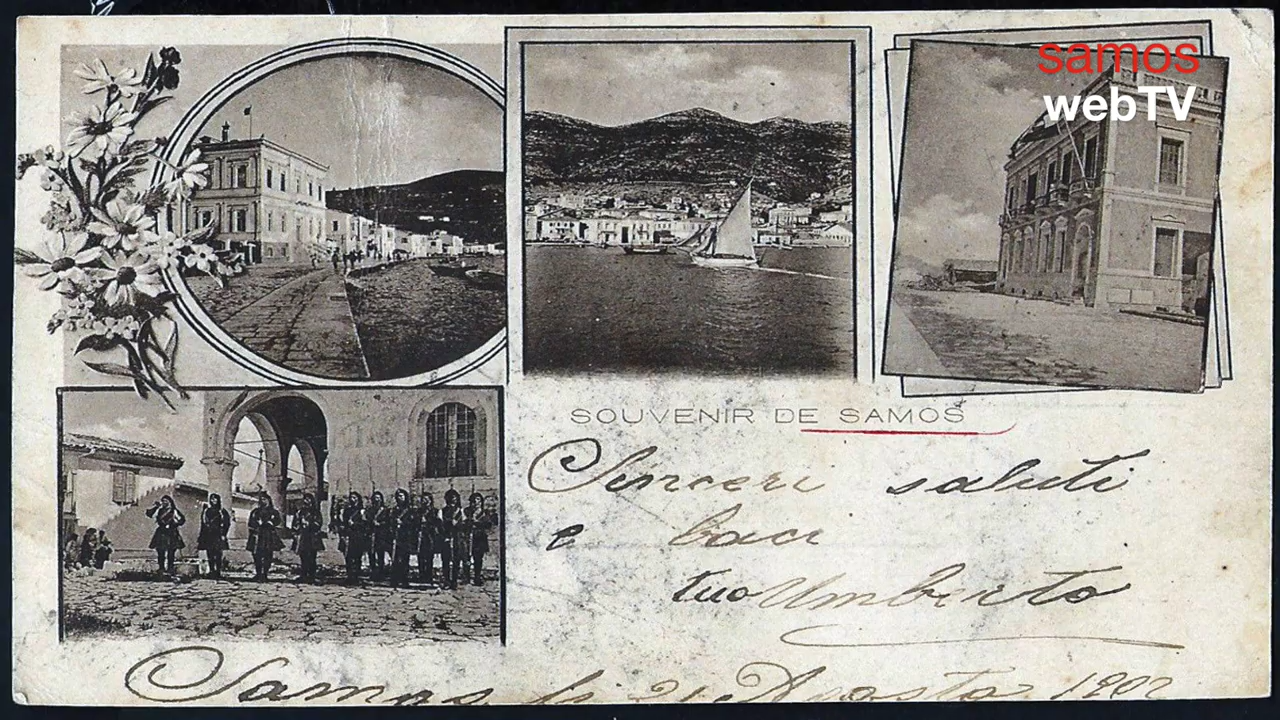 samos
webTV
SOUVENIR DE SAMOS
Sinceri saluti
e baci
tuo Umberto
Samos li 21 Agosto 1902